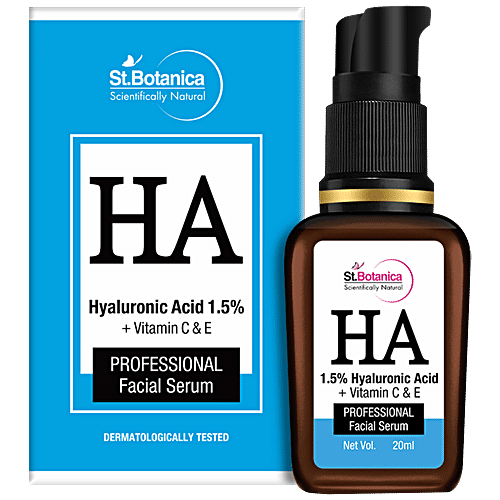 St.Botanica
Scientifically Natural
HA
Hyaluronic Acid 1.5%
+ Vitamin C & E
PROFESSIONAL
Facial Serum
DERMATOLOGICALLY TESTED
St.Botanica
Scientifically Natural
HA
1.5% Hyaluronic Acid
+ Vitamin C & E
PROFESSIONAL
Facial Serum
Net Vol. 20ml